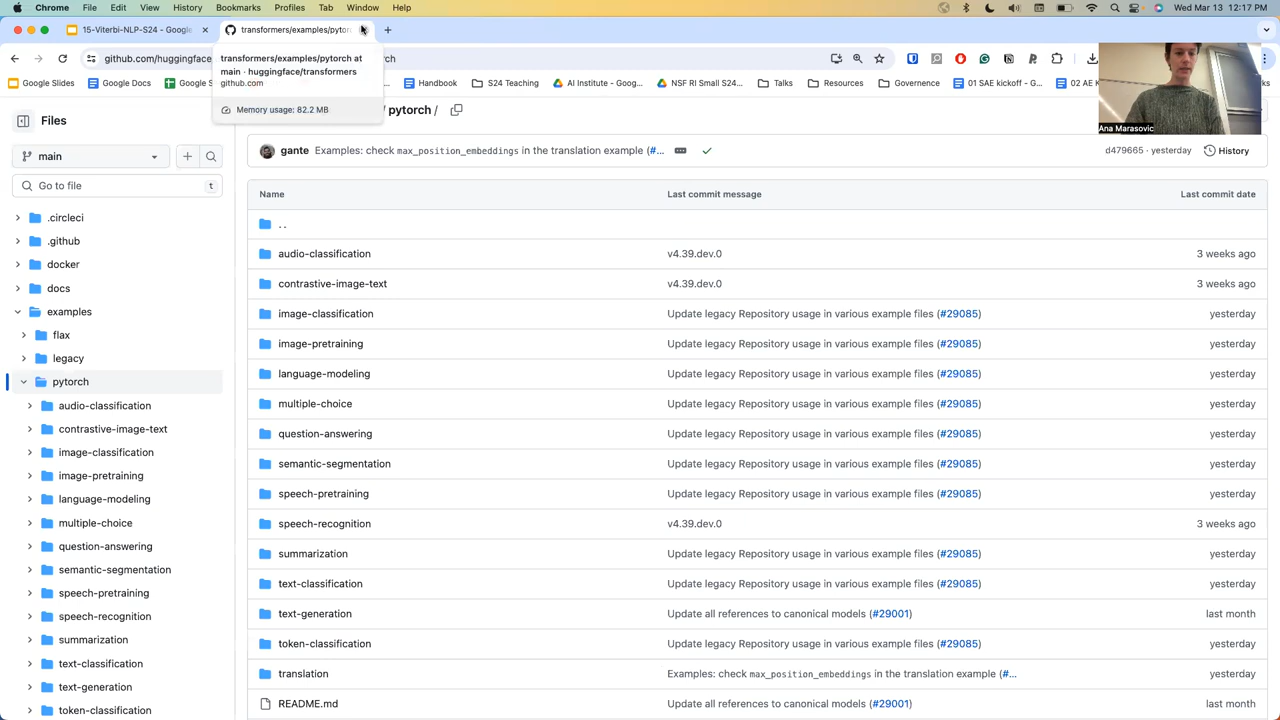 Chrome File Edit View History Bookmarks Profiles Tab Window Help Wed Mar 13 12:17 PM
15-Viterbi-NLP-S24 - Google transformers/examples/pytorc
github.com/huggingface orch
transformers/examples/pytorch at
main · huggingface/transformers
github.com
Memory usage: 82.2 MB
Google Slides Google Docs Google S Handbook S24 Teaching AI Institute - Goog... NSF RI Small S24... Talks Resources Governence 01 SAE kickoff - G... 02 AE
Ana Marasovic
Files
main
Go to file t
.circleci
.github
docker
docs
examples
flax
legacy
pytorch
audio-classification
contrastive-image-text
image-classification
image-pretraining
language-modeling
multiple-choice
question-answering
semantic-segmentation
speech-pretraining
speech-recognition
summarization
text-classification
text-generation
token-classification
/ pytorch /
gante Examples: check max_position_embeddings in the translation example (#... d479665 · yesterday History
Name Last commit message Last commit date
. .
audio-classification v4.39.dev.0 3 weeks ago
contrastive-image-text v4.39.dev.0 3 weeks ago
image-classification Update legacy Repository usage in various example files (#29085) yesterday
image-pretraining Update legacy Repository usage in various example files (#29085) yesterday
language-modeling Update legacy Repository usage in various example files (#29085) yesterday
multiple-choice Update legacy Repository usage in various example files (#29085) yesterday
question-answering Update legacy Repository usage in various example files (#29085) yesterday
semantic-segmentation Update legacy Repository usage in various example files (#29085) yesterday
speech-pretraining Update legacy Repository usage in various example files (#29085) yesterday
speech-recognition v4.39.dev.0 3 weeks ago
summarization Update legacy Repository usage in various example files (#29085) yesterday
text-classification Update legacy Repository usage in various example files (#29085) yesterday
text-generation Update all references to canonical models (#29001) last month
token-classification Update legacy Repository usage in various example files (#29085) yesterday
translation Examples: check max_position_embeddings in the translation example (#... yesterday
README.md Update all references to canonical models (#29001) last month